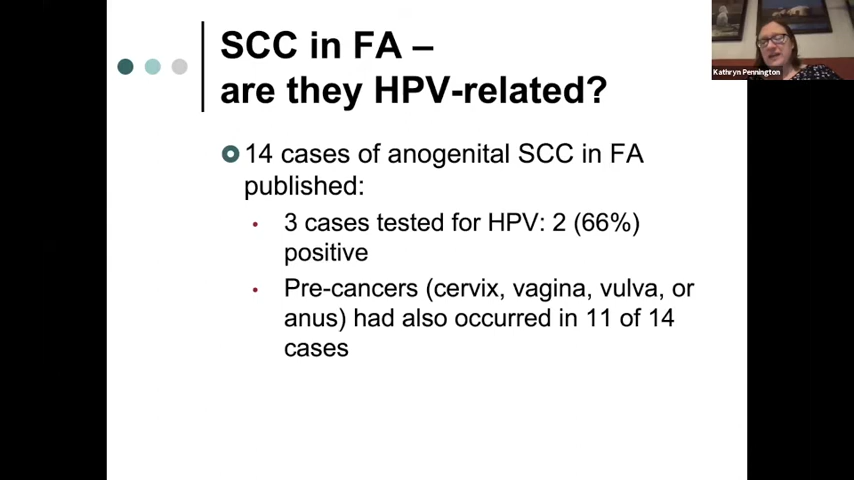 SCC in FA –
are they HPV-related?
14 cases of anogenital SCC in FA
published:
3 cases tested for HPV: 2 (66%)
positive
Pre-cancers (cervix, vagina, vulva, or
anus) had also occurred in 11 of 14
cases
Kathryn Pennington